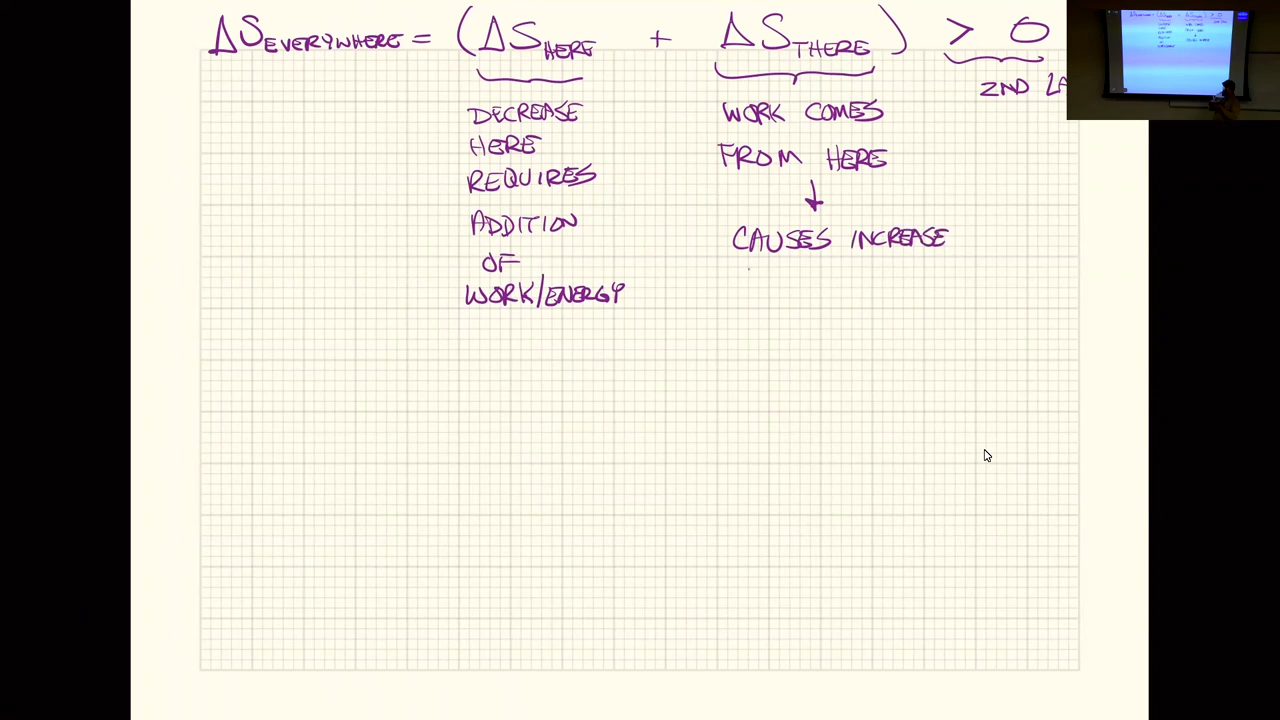 ΔS_EVERYWHERE = (ΔS_HERE + ΔS_THERE) > 0
2ND LA
DECREASE
HERE
REQUIRES
ADDITION
OF
WORK/ENERGY
WORK COMES
FROM HERE
↓
CAUSES INCREASE